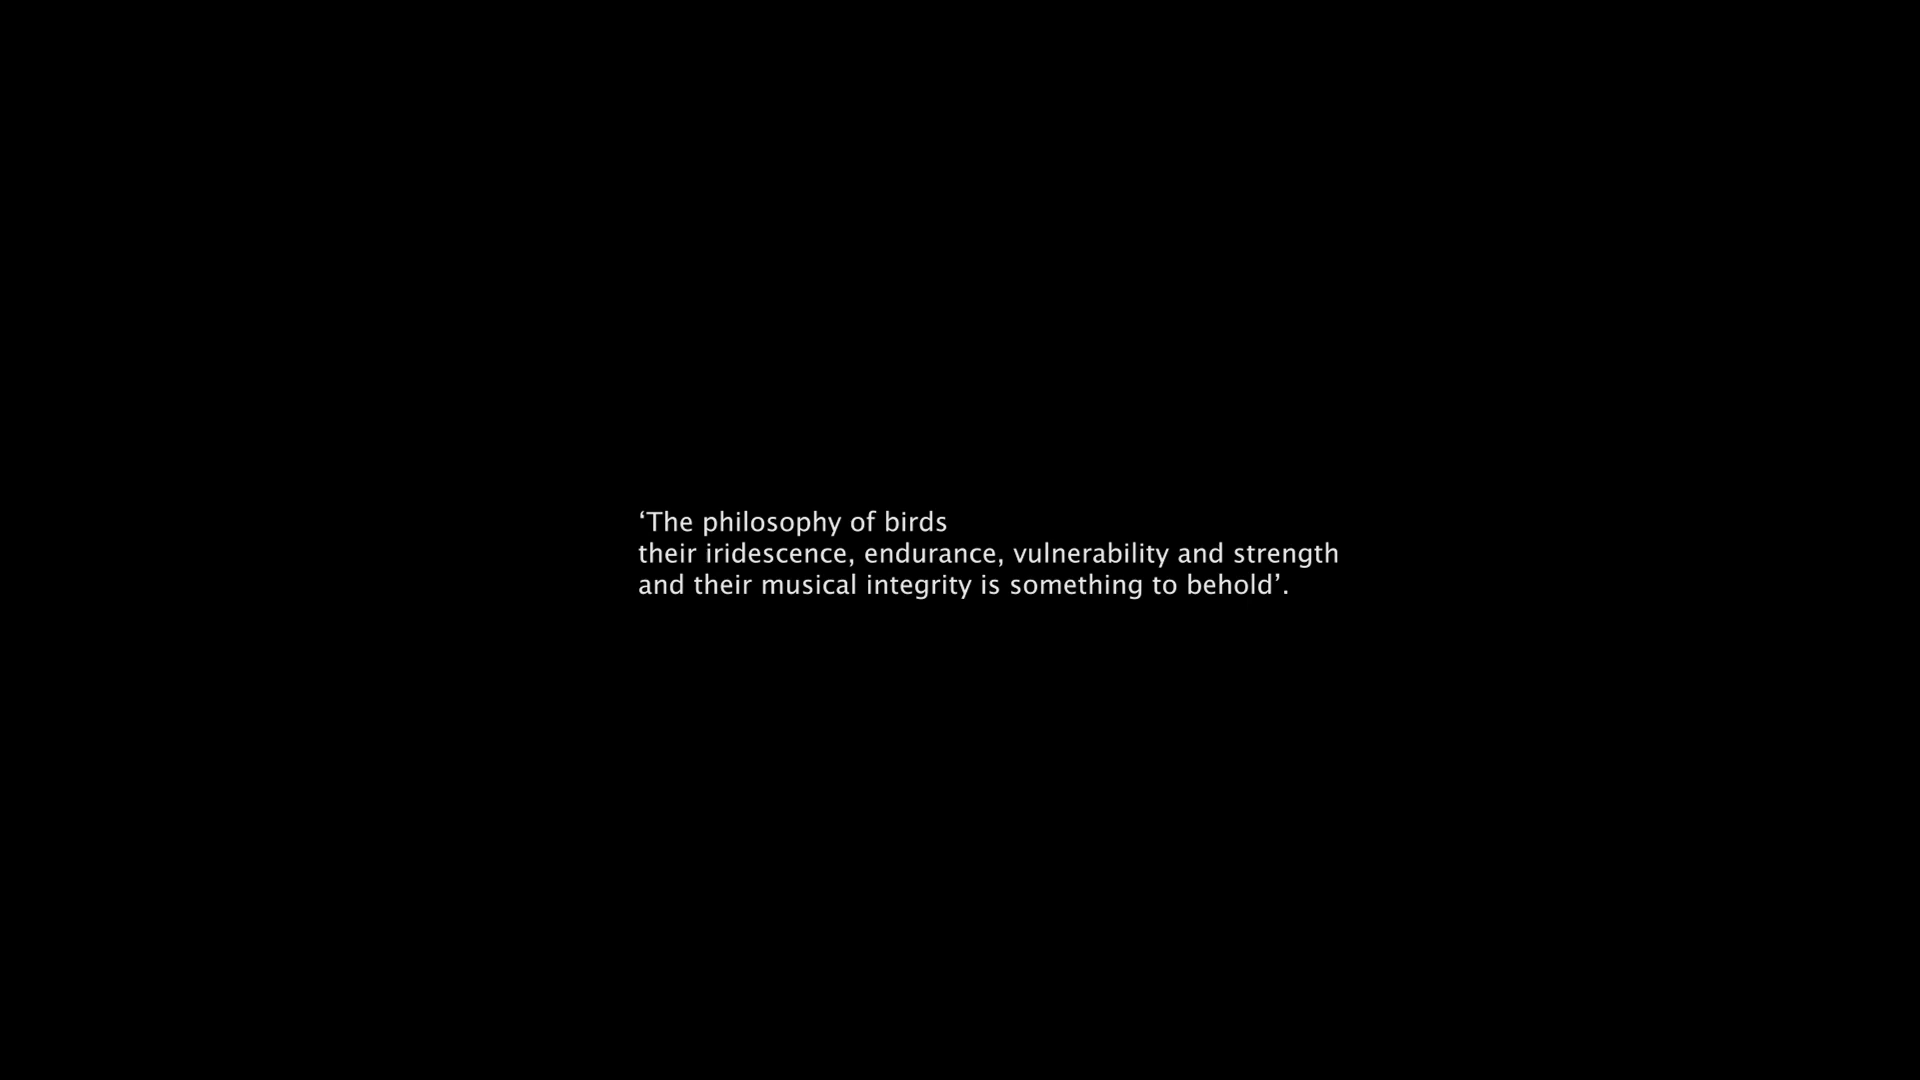 ‘The philosophy of birds
their iridescence, endurance, vulnerability and strength
and their musical integrity is something to behold’.